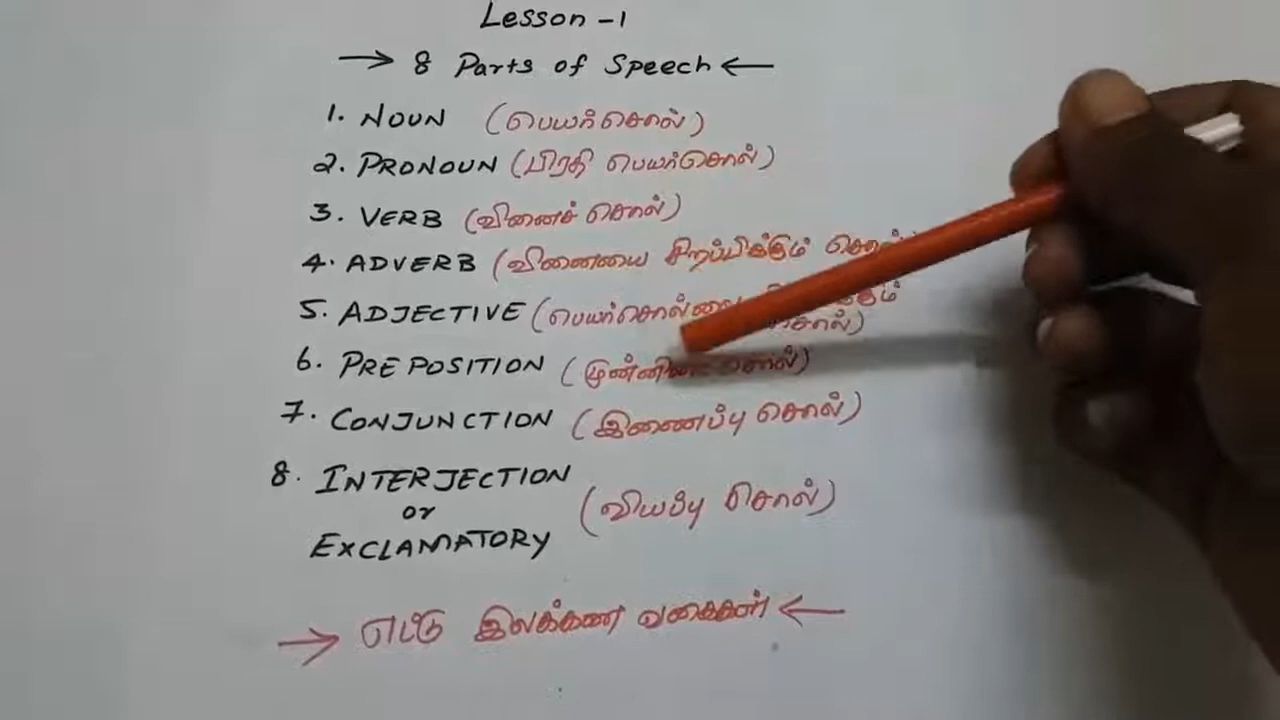 Lesson -1
→ 8 Parts of Speech ←
1. NOUN (பெயர்சொல்)
2. PRONOUN (பிரதி பெயர்சொல்)
3. VERB (வினைச் சொல்)
4. ADVERB (வினையை சிறப்பிக்கும்
5. ADJECTIVE (
சொல்)
6. PREPOSITION ( சொல்)
7. CONJUNCTION (இணைப்பு சொல்)
8. INTERJECTION
or
EXCLAMATORY (வியப்பு சொல்)
→ எட்டு இலக்கண வகைகள் ←